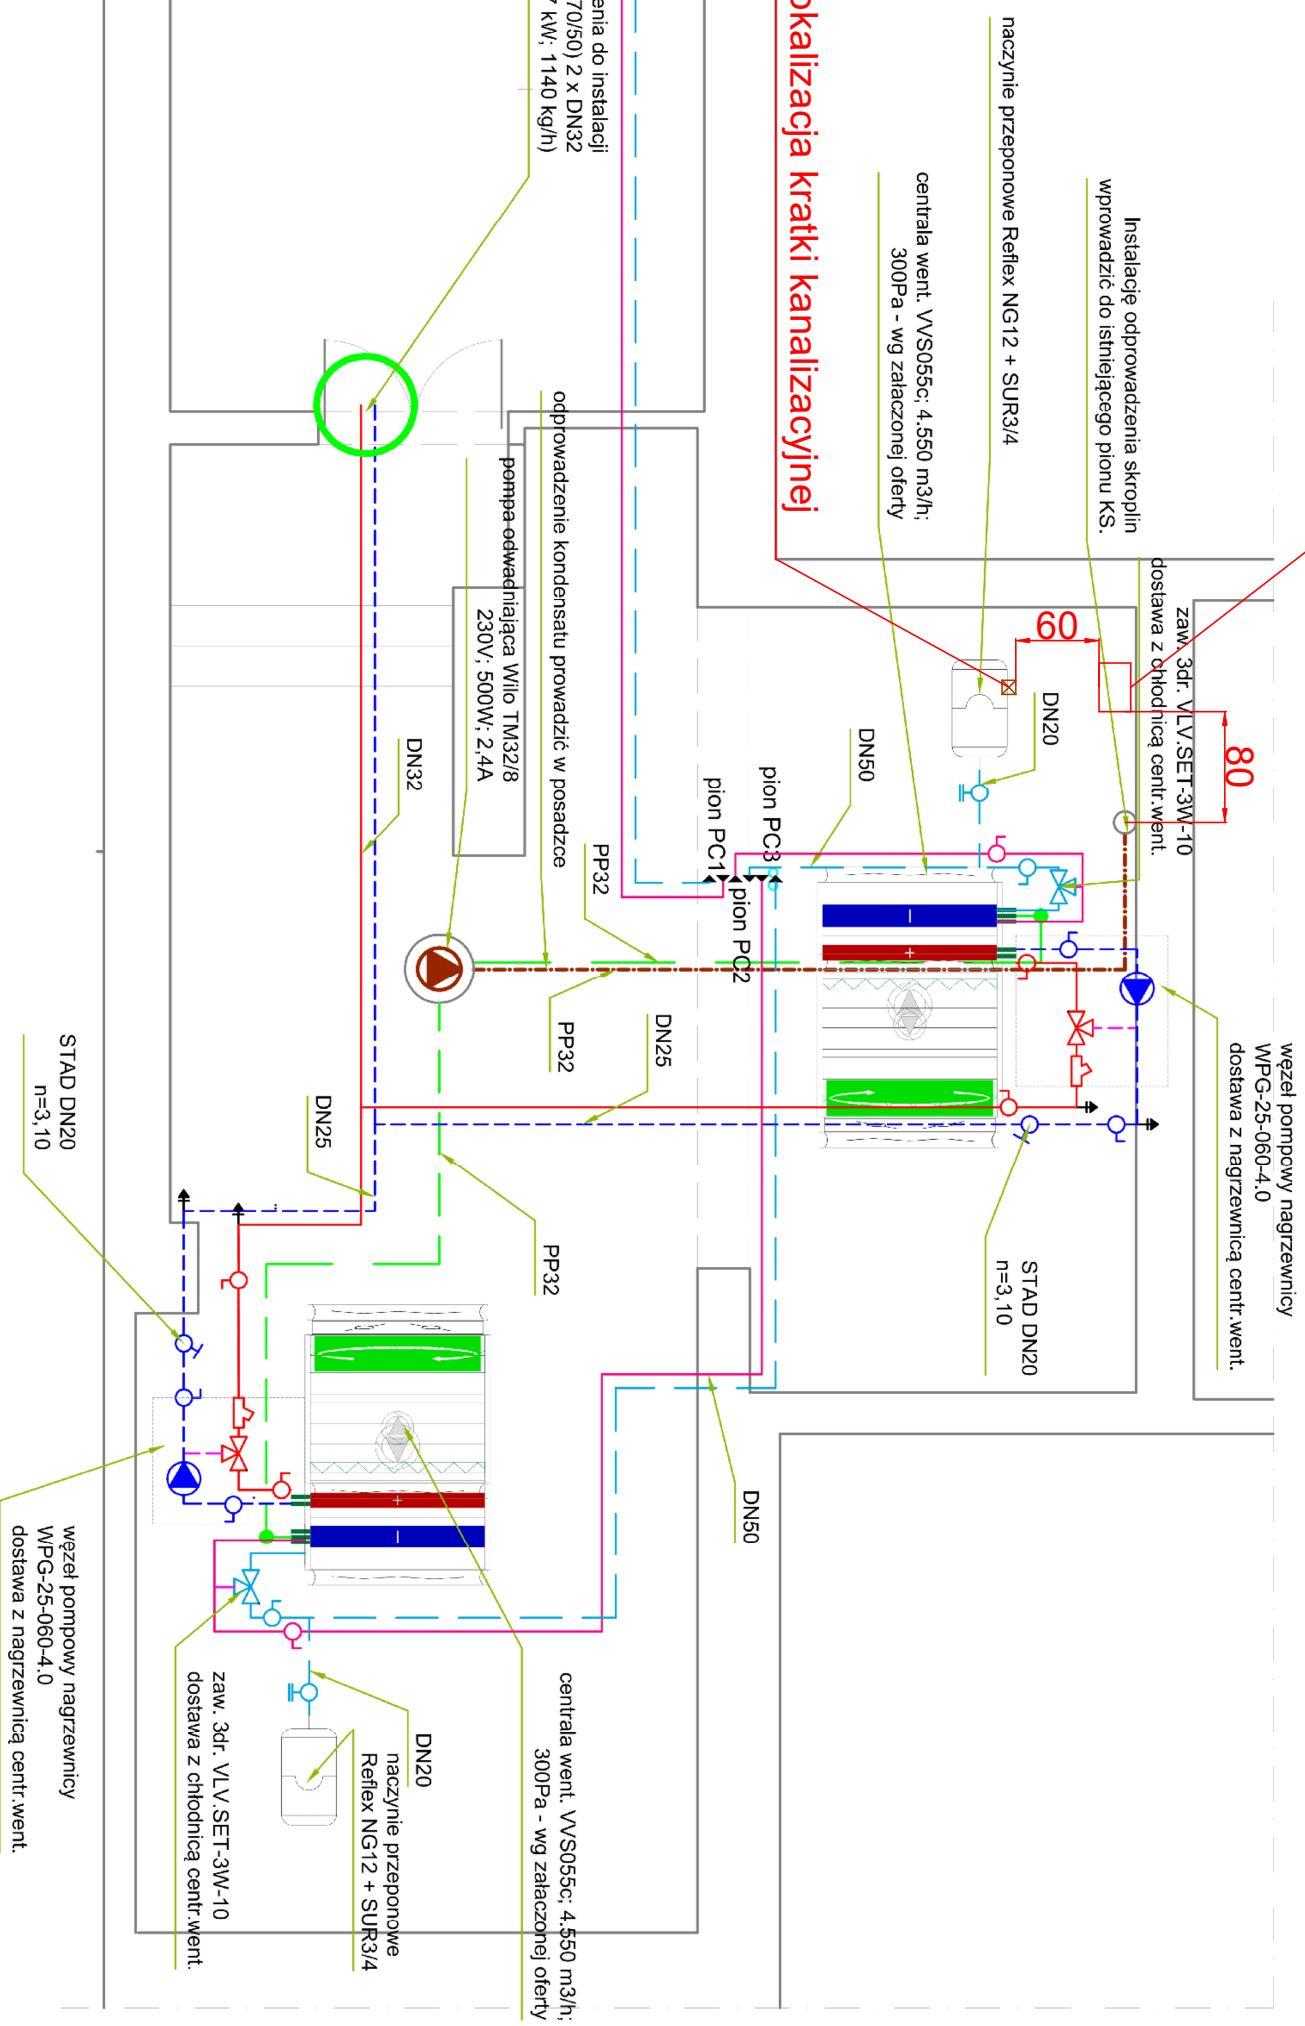 enia do instalacji
70/50) 2 x DN32
7 kW; 1140 kg/h)
okalizacja kratki kanalizacyjnej
naczynie przeponowe Reflex NG12 + SUR3/4
centrala went. VVS055c; 4.550 m3/h;
300Pa - wg załaczonej oferty
Instalację odprowadzenia skroplin
wprowadzić do istniejącego pionu KS.
zaw. 3dr. VLV.SET-3W-10
dostawa z chłodnicą centr.went.
60
80
DN20
DN50
odprowadzenie kondensatu prowadzić w posadzce
pompa odwadniająca Wilo TM32/8
230V; 500W; 2,4A
DN32
PP32
pion PC1
pion PC3
pion PC2
+
PP32
DN25
DN25
PP32
STAD DN20
n=3,10
węzeł pompowy nagrzewnicy
WPG-25-060-4.0
dostawa z nagrzewnicą centr.went.
STAD DN20
n=3,10
DN50
+
węzeł pompowy nagrzewnicy
WPG-25-060-4.0
dostawa z nagrzewnicą centr.went.
zaw. 3dr. VLV.SET-3W-10
dostawa z chłodnicą centr.went.
DN20
naczynie przeponowe
Reflex NG12 + SUR3/4
centrala went. VVS055c; 4.550 m3/h;
300Pa - wg załaczonej oferty